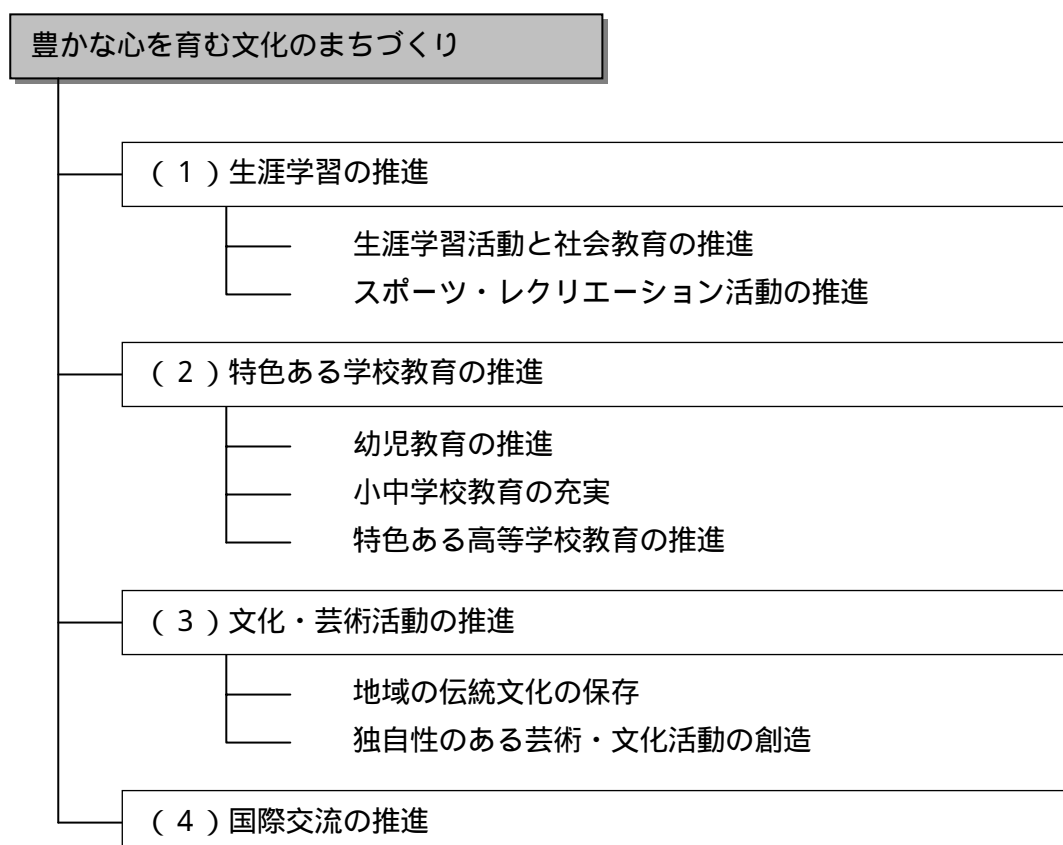 豊かな心を育む文化のまちづくり
（１）生涯学習の推進
生涯学習活動と社会教育の推進
スポーツ・レクリエーション活動の推進
（２）特色ある学校教育の推進
幼児教育の推進
小中学校教育の充実
特色ある高等学校教育の推進
（３）文化・芸術活動の推進
地域の伝統文化の保存
独自性のある芸術・文化活動の創造
（４）国際交流の推進